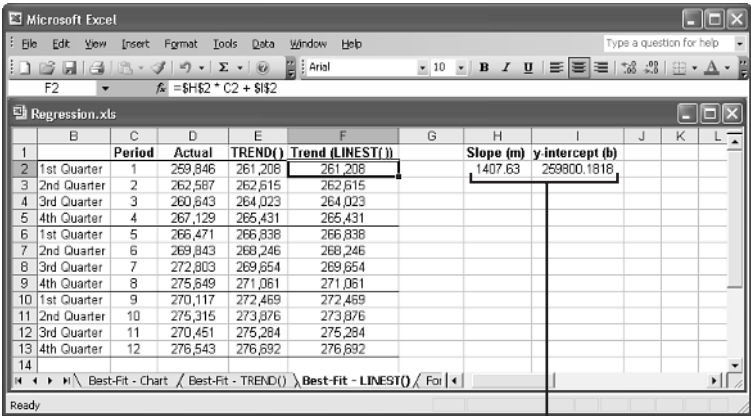 Microsoft Excel
File Edit View Insert Format Tools Data Window Help Type a question for help
Arial 10 B I U
F2 fx =$H$2 * C2 + $I$2
Regression.xls
B C D E F G H I J K L
1 Period Actual TREND() Trend (LINEST()) Slope (m) y-intercept (b)
2 1st Quarter 1 259,846 261,208 261,208 1407.63 259800.1818
3 2nd Quarter 2 262,587 262,615 262,615
4 3rd Quarter 3 260,643 264,023 264,023
5 4th Quarter 4 267,129 265,431 265,431
6 1st Quarter 5 266,471 266,838 266,838
7 2nd Quarter 6 269,843 268,246 268,246
8 3rd Quarter 7 272,803 269,654 269,654
9 4th Quarter 8 275,649 271,061 271,061
10 1st Quarter 9 270,117 272,469 272,469
11 2nd Quarter 10 275,315 273,876 273,876
12 3rd Quarter 11 270,451 275,284 275,284
13 4th Quarter 12 276,543 276,692 276,692
14
Best-Fit - Chart Best-Fit - TREND() Best-Fit - LINEST() For
Ready